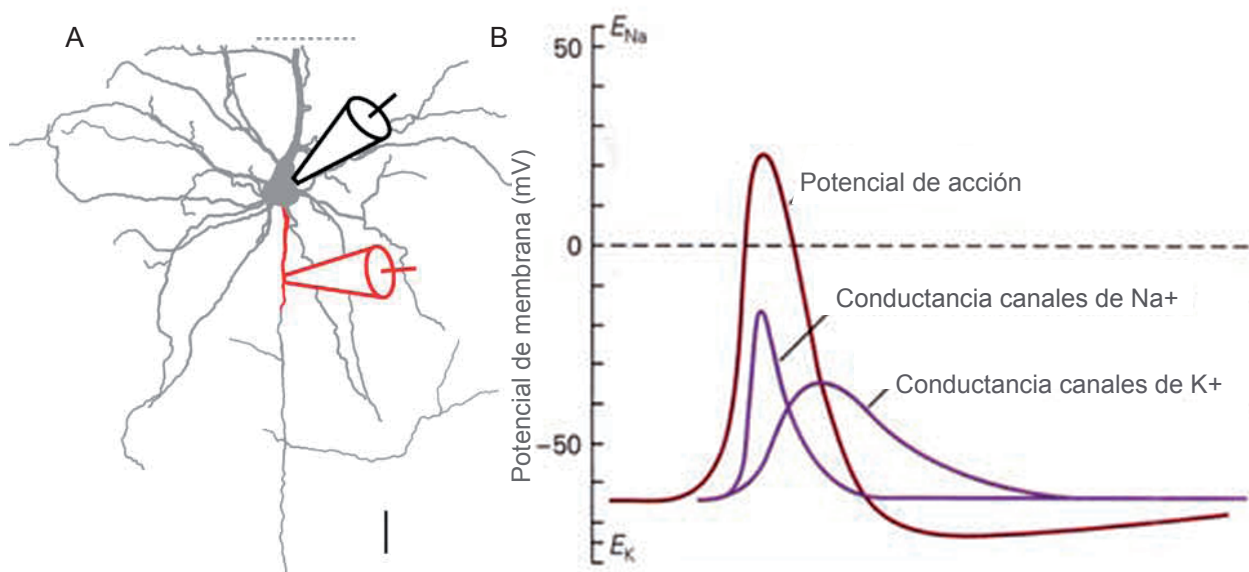 A
B
E_Na
50
0
-50
E_K
Potencial de membrana (mV)
Potencial de acción
Conductancia canales de Na+
Conductancia canales de K+